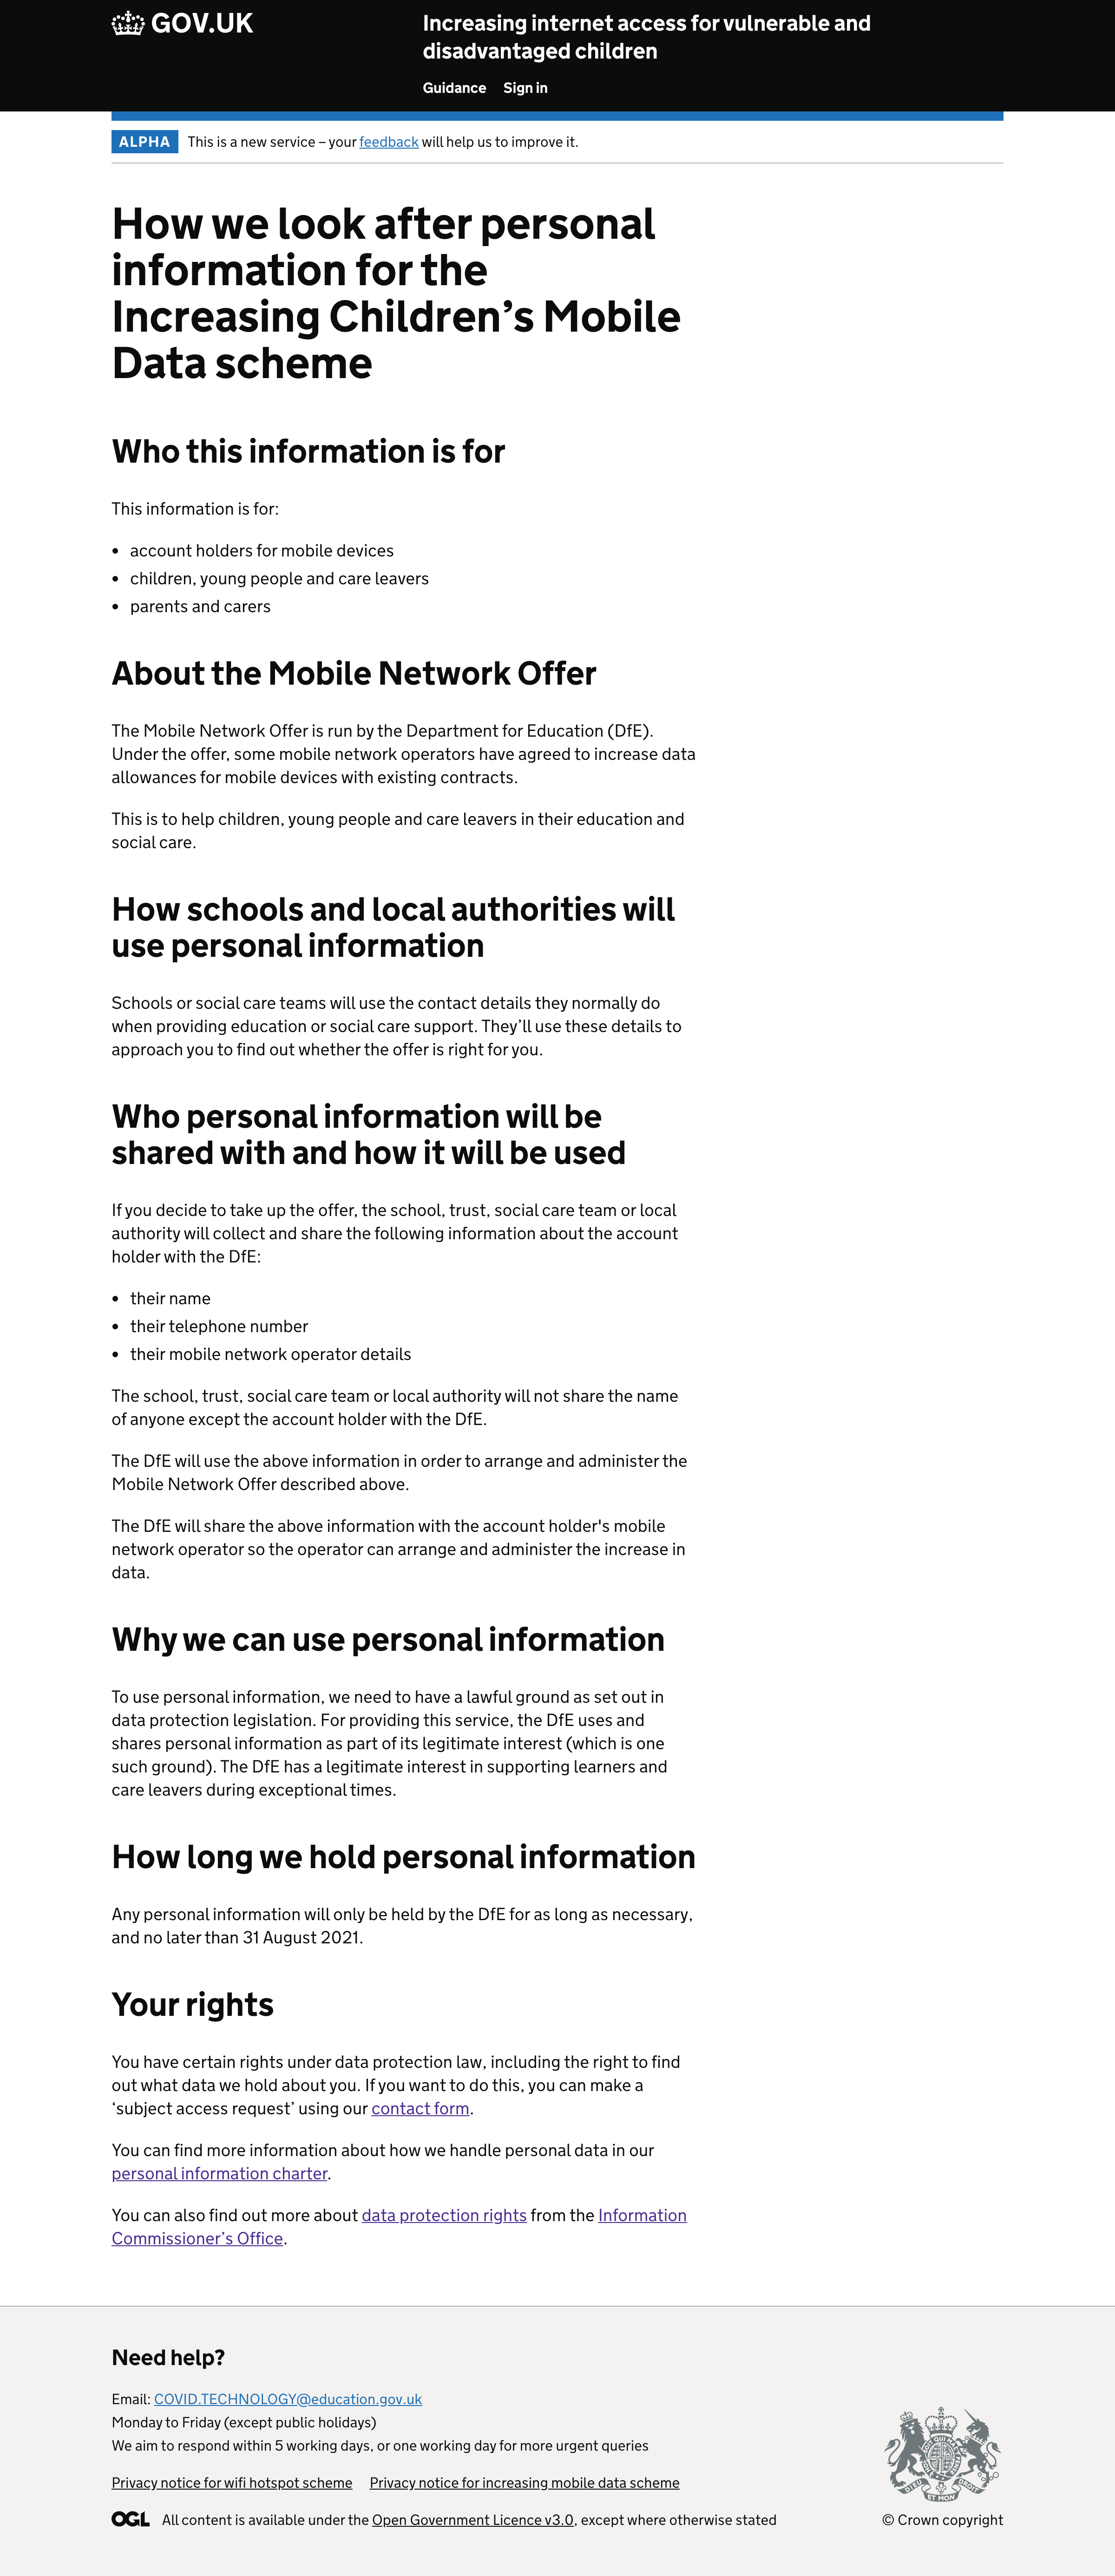 GOV.UK
Increasing internet access for vulnerable and
disadvantaged children
Guidance Sign in
ALPHA This is a new service – your feedback will help us to improve it.
How we look after personal
information for the
Increasing Children’s Mobile
Data scheme
Who this information is for
This information is for:
• account holders for mobile devices
• children, young people and care leavers
• parents and carers
About the Mobile Network Offer
The Mobile Network Offer is run by the Department for Education (DfE).
Under the offer, some mobile network operators have agreed to increase data
allowances for mobile devices with existing contracts.
This is to help children, young people and care leavers in their education and
social care.
How schools and local authorities will
use personal information
Schools or social care teams will use the contact details they normally do
when providing education or social care support. They’ll use these details to
approach you to find out whether the offer is right for you.
Who personal information will be
shared with and how it will be used
If you decide to take up the offer, the school, trust, social care team or local
authority will collect and share the following information about the account
holder with the DfE:
• their name
• their telephone number
• their mobile network operator details
The school, trust, social care team or local authority will not share the name
of anyone except the account holder with the DfE.
The DfE will use the above information in order to arrange and administer the
Mobile Network Offer described above.
The DfE will share the above information with the account holder's mobile
network operator so the operator can arrange and administer the increase in
data.
Why we can use personal information
To use personal information, we need to have a lawful ground as set out in
data protection legislation. For providing this service, the DfE uses and
shares personal information as part of its legitimate interest (which is one
such ground). The DfE has a legitimate interest in supporting learners and
care leavers during exceptional times.
How long we hold personal information
Any personal information will only be held by the DfE for as long as necessary,
and no later than 31 August 2021.
Your rights
You have certain rights under data protection law, including the right to find
out what data we hold about you. If you want to do this, you can make a
‘subject access request’ using our contact form.
You can find more information about how we handle personal data in our
personal information charter.
You can also find out more about data protection rights from the Information
Commissioner’s Office.
Need help?
Email: COVID.TECHNOLOGY@education.gov.uk
Monday to Friday (except public holidays)
We aim to respond within 5 working days, or one working day for more urgent queries
Privacy notice for wifi hotspot scheme Privacy notice for increasing mobile data scheme
OGL All content is available under the Open Government Licence v3.0, except where otherwise stated
© Crown copyright